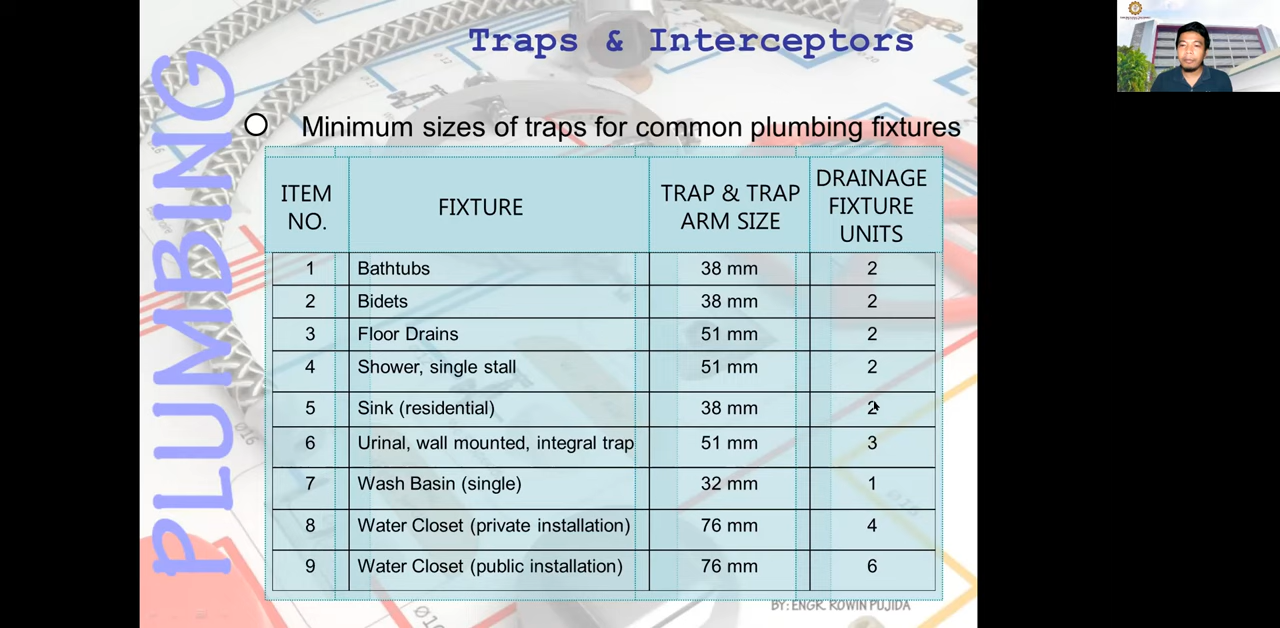 Traps & Interceptors
PLUMBING
Minimum sizes of traps for common plumbing fixtures
ITEM NO.
FIXTURE
TRAP & TRAP ARM SIZE
DRAINAGE FIXTURE UNITS
1 Bathtubs 38 mm 2
2 Bidets 38 mm 2
3 Floor Drains 51 mm 2
4 Shower, single stall 51 mm 2
5 Sink (residential) 38 mm 2
6 Urinal, wall mounted, integral trap 51 mm 3
7 Wash Basin (single) 32 mm 1
8 Water Closet (private installation) 76 mm 4
9 Water Closet (public installation) 76 mm 6
BY: ENGR. ROWIN PUJIDA